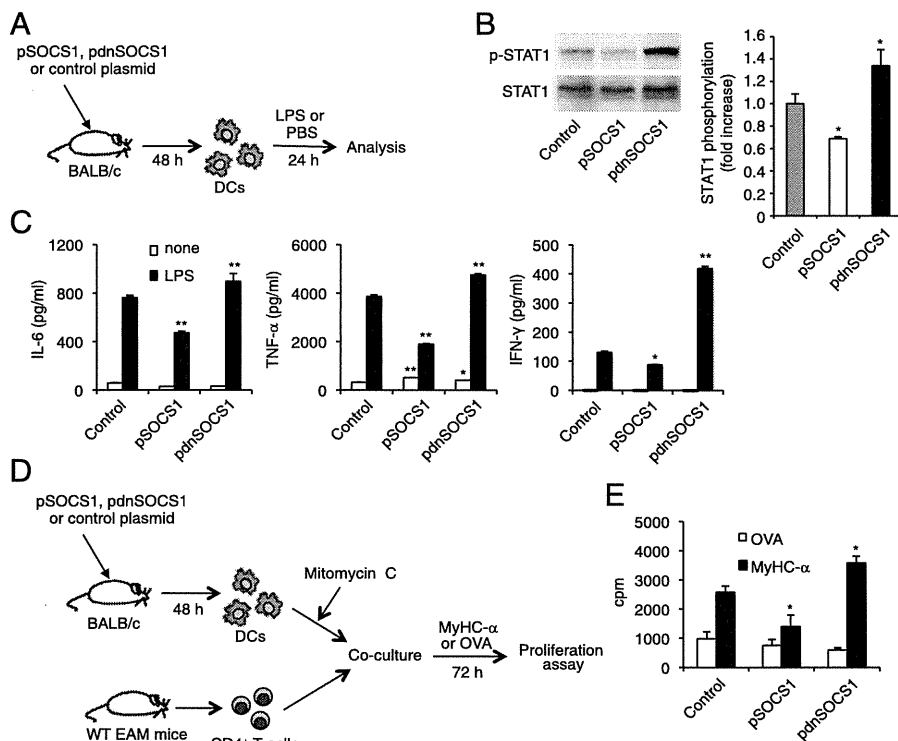 A
pSOCS1, pdnSOCS1
or control plasmid
BALB/c
48 h
DCs
LPS or
PBS
24 h
Analysis
B
p-STAT1
STAT1
Control
pSOCS1
pdnSOCS1
STAT1 phosphorylation
(fold increase)
1.6
1.4
1.2
1.0
0.8
0.6
0.4
0.2
0
*
*
Control
pSOCS1
pdnSOCS1
C
IL-6 (pg/ml)
1200
800
400
0
none
LPS
**
**
Control
pSOCS1
pdnSOCS1
TNF-α (pg/ml)
6000
4000
2000
0
**
**
*
**
Control
pSOCS1
pdnSOCS1
IFN-γ (pg/ml)
500
400
300
200
100
0
*
**
Control
pSOCS1
pdnSOCS1
D
pSOCS1, pdnSOCS1
or control plasmid
BALB/c
48 h
DCs
Mitomycin C
WT EAM mice
Co-culture
MyHC-α
or OVA
72 h
Proliferation
assay
E
cpm
5000
4000
3000
2000
1000
0
OVA
MyHC-α
*
*
Control
pSOCS1
pdnSOCS1